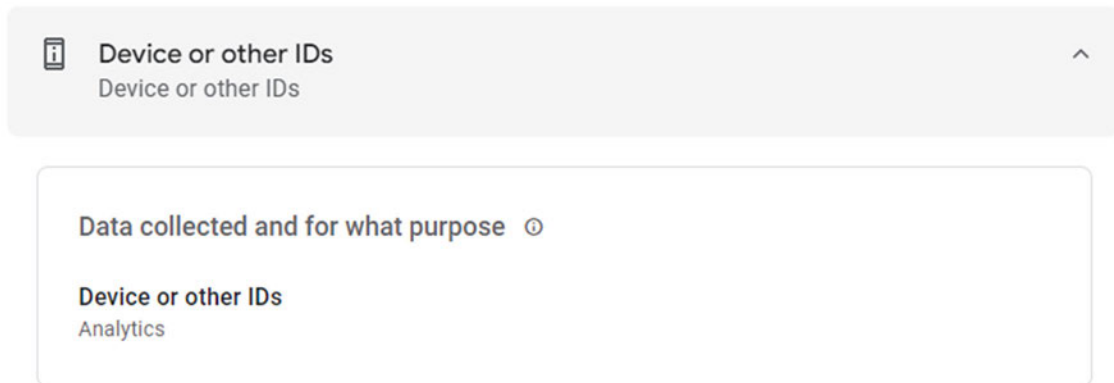 Device or other IDs
Device or other IDs
Data collected and for what purpose
Device or other IDs
Analytics